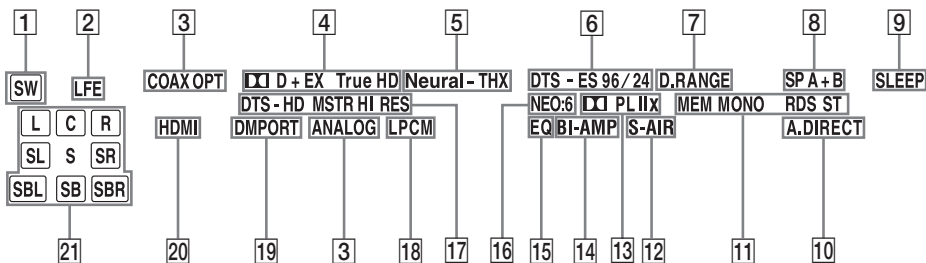 1 2 3 4 5 6 7 8 9
SW LFE COAX OPT D + EX True HD Neural - THX DTS - ES 96 / 24 D.RANGE SP A + B SLEEP
DTS - HD MSTR HI RES NEO:6 PL II x MEM MONO RDS ST
L C R HDMI DMPORT ANALOG LPCM EQ BI-AMP S-AIR A.DIRECT
SL S SR
SBL SB SBR
21 20 19 3 18 17 16 15 14 13 12 11 10